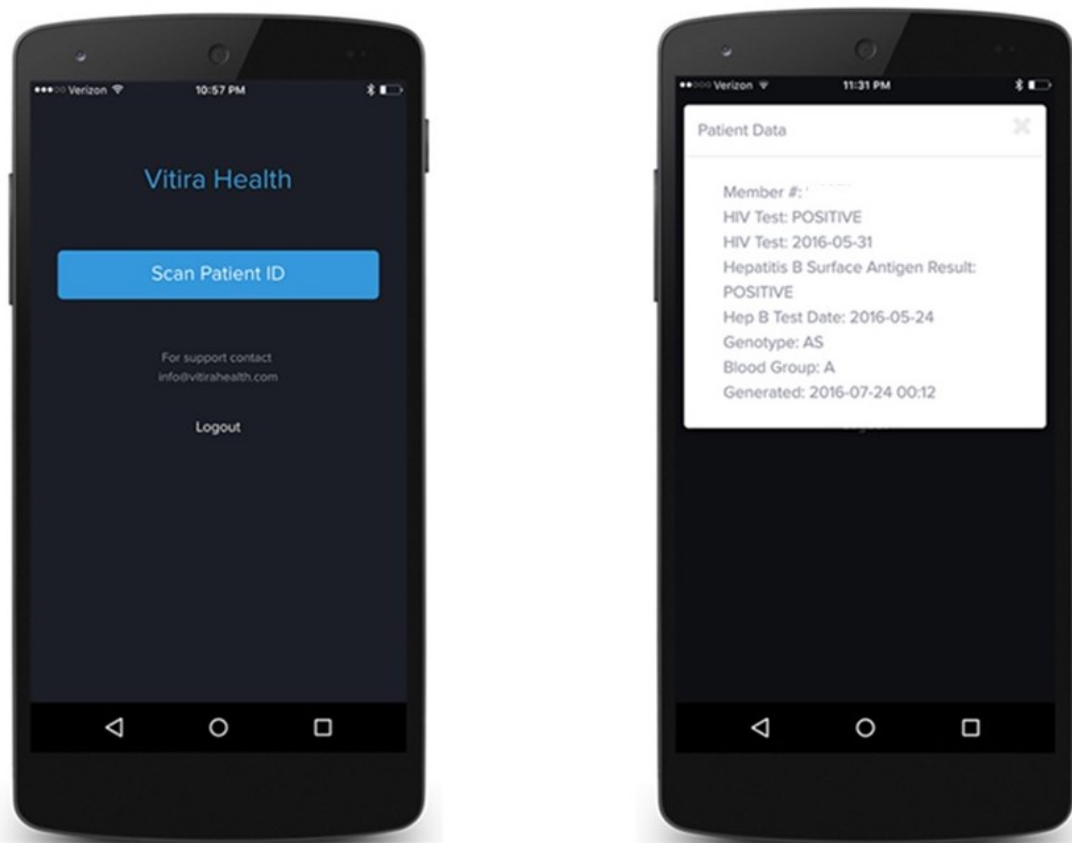 Verizon
10:57 PM
Vitira Health
Scan Patient ID
For support contact
info@vitirahealth.com
Logout
Verizon
11:31 PM
Patient Data
Member #:
HIV Test: POSITIVE
HIV Test: 2016-05-31
Hepatitis B Surface Antigen Result:
POSITIVE
Hep B Test Date: 2016-05-24
Genotype: AS
Blood Group: A
Generated: 2016-07-24 00:12